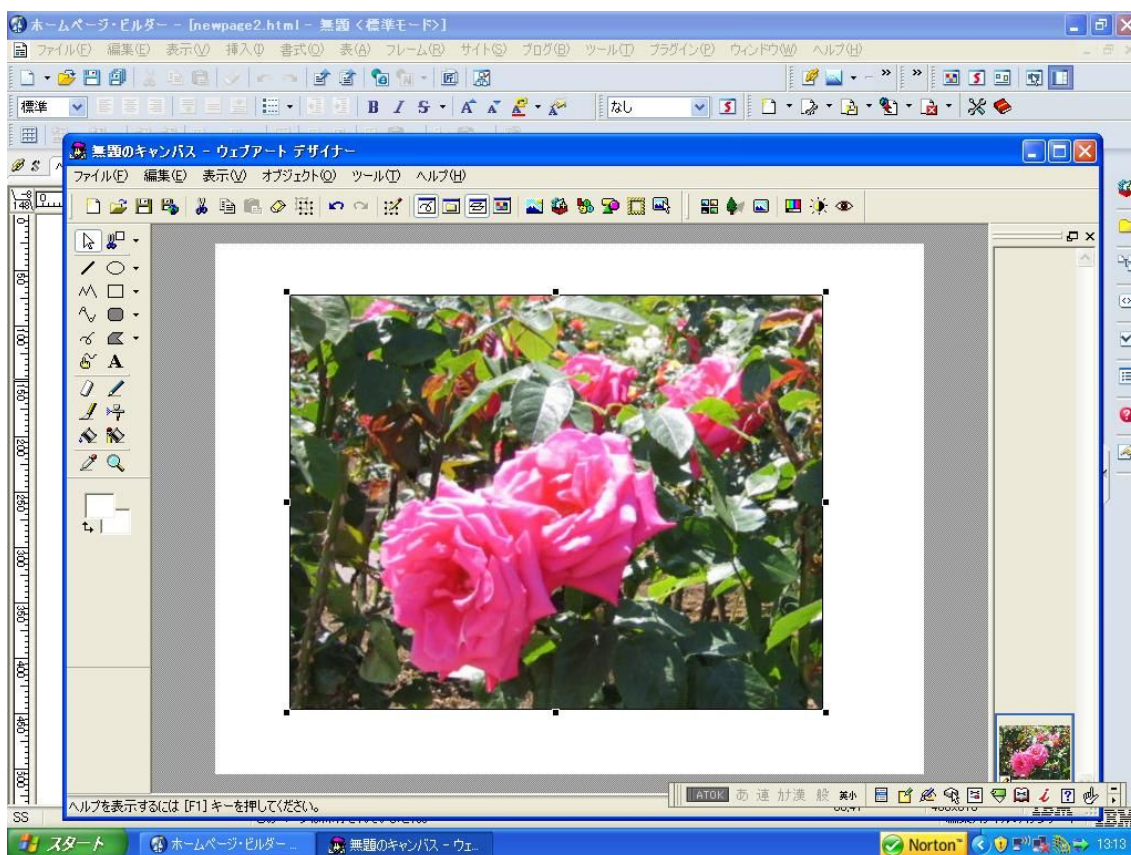 ホームページ・ビルダー - [newpage2.html - 無題 <標準モード>]
ファイル(F) 編集(E) 表示(V) 挿入(I) 書式(O) 表(A) フレーム(R) サイト(S) ブログ(B) ツール(T) プラグイン(P) ウィンドウ(W) ヘルプ(H)
標準
B I S A A
なし
無題のキャンバス - ウェブアート デザイナー
ファイル(F) 編集(E) 表示(V) オブジェクト(O) ツール(T) ヘルプ(H)
A
ヘルプを表示するには [F1] キーを押してください。
ATOK あ 連 漢 般 英小
SS
スタート
ホームページ・ビルダー ...
無題のキャンバス - ウェ...
Norton
13:13